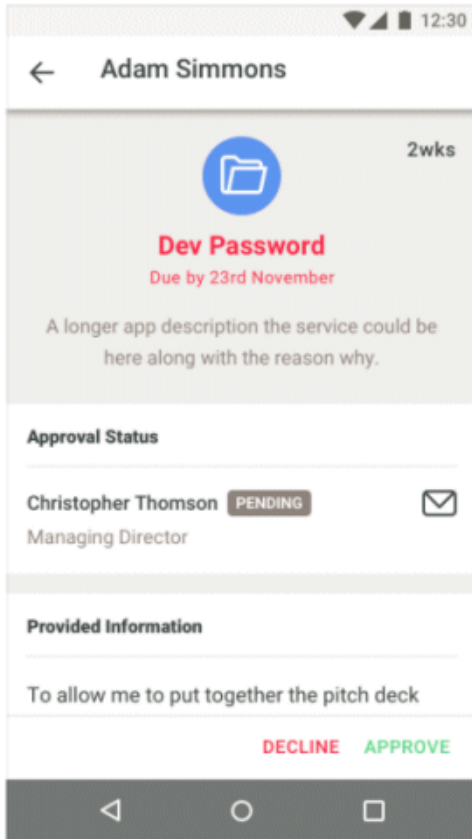 12:30
Adam Simmons
2wks
Dev Password
Due by 23rd November
A longer app description the service could be
here along with the reason why.
Approval Status
Christopher Thomson PENDING
Managing Director
Provided Information
To allow me to put together the pitch deck
DECLINE APPROVE